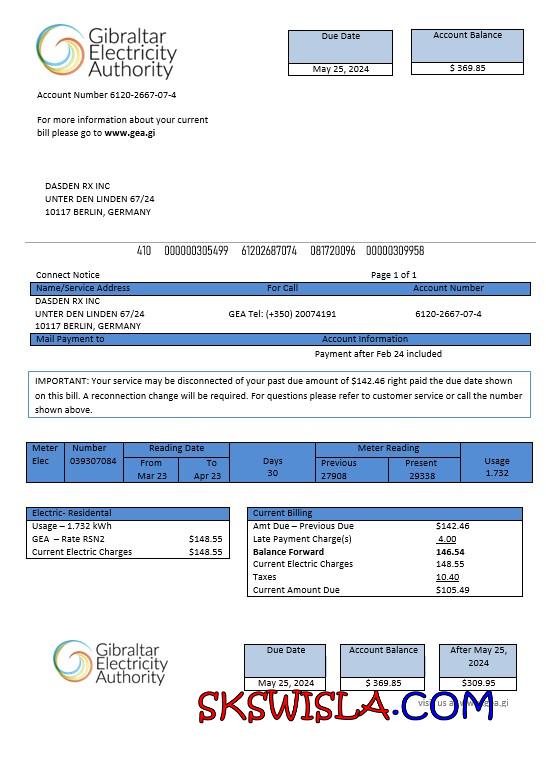 Gibraltar
Electricity
Authority
Due Date
Account Balance
May 25, 2024
$ 369.85
Account Number 6120-2667-07-4
For more information about your current
bill please go to www.gea.gi
DASDEN RX INC
UNTER DEN LINDEN 67/24
10117 BERLIN, GERMANY
410 000000305499 61202687074 081720096 00000309958
Connect Notice Page 1 of 1
Name/Service Address For Call Account Number
DASDEN RX INC
UNTER DEN LINDEN 67/24 GEA Tel: (+350) 20074191 6120-2667-07-4
10117 BERLIN, GERMANY
Mail Payment to Account Information
Payment after Feb 24 included
IMPORTANT: Your service may be disconnected of your past due amount of $142.46 right paid the due date shown
on this bill. A reconnection change will be required. For questions please refer to customer service or call the number
shown above.
Meter Number Reading Date Meter Reading
Elec 039307084 From To Days Previous Present Usage
Mar 23 Apr 23 30 27908 29338 1.732
Electric- Residental
Usage – 1.732 kWh
GEA – Rate RSN2 $148.55
Current Electric Charges $148.55
Current Billing
Amt Due – Previous Due $142.46
Late Payment Charge(s) 4.00
Balance Forward 146.54
Current Electric Charges 148.55
Taxes 10.40
Current Amount Due $105.49
Gibraltar
Electricity
Authority
Due Date Account Balance After May 25,
2024
May 25, 2024 $ 369.85 $309.95
SKSWISLA.COM